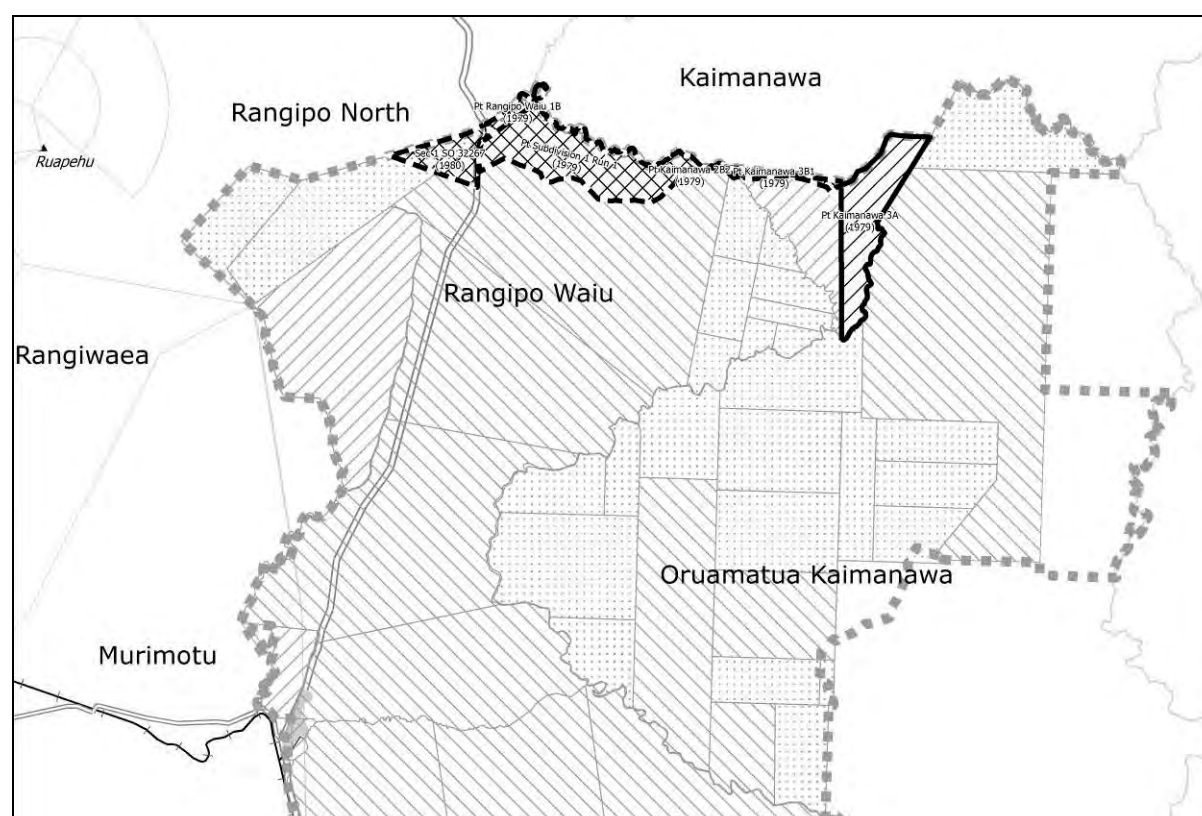 Kaimanawa
Rangipo North
Pt Rangipo Waiu 1B
(1979)
Ruapehu
Sec 1 SO 32267
(1980)
Pt Subdivision 1 Run 1
(1979)
Pt Kaimanawa 2B2
(1979)
Pt Kaimanawa 3B1
(1979)
Pt Kaimanawa 3A
(1979)
Rangipo Waiu
Rangiwaea
Oruamatua Kaimanawa
Murimotu